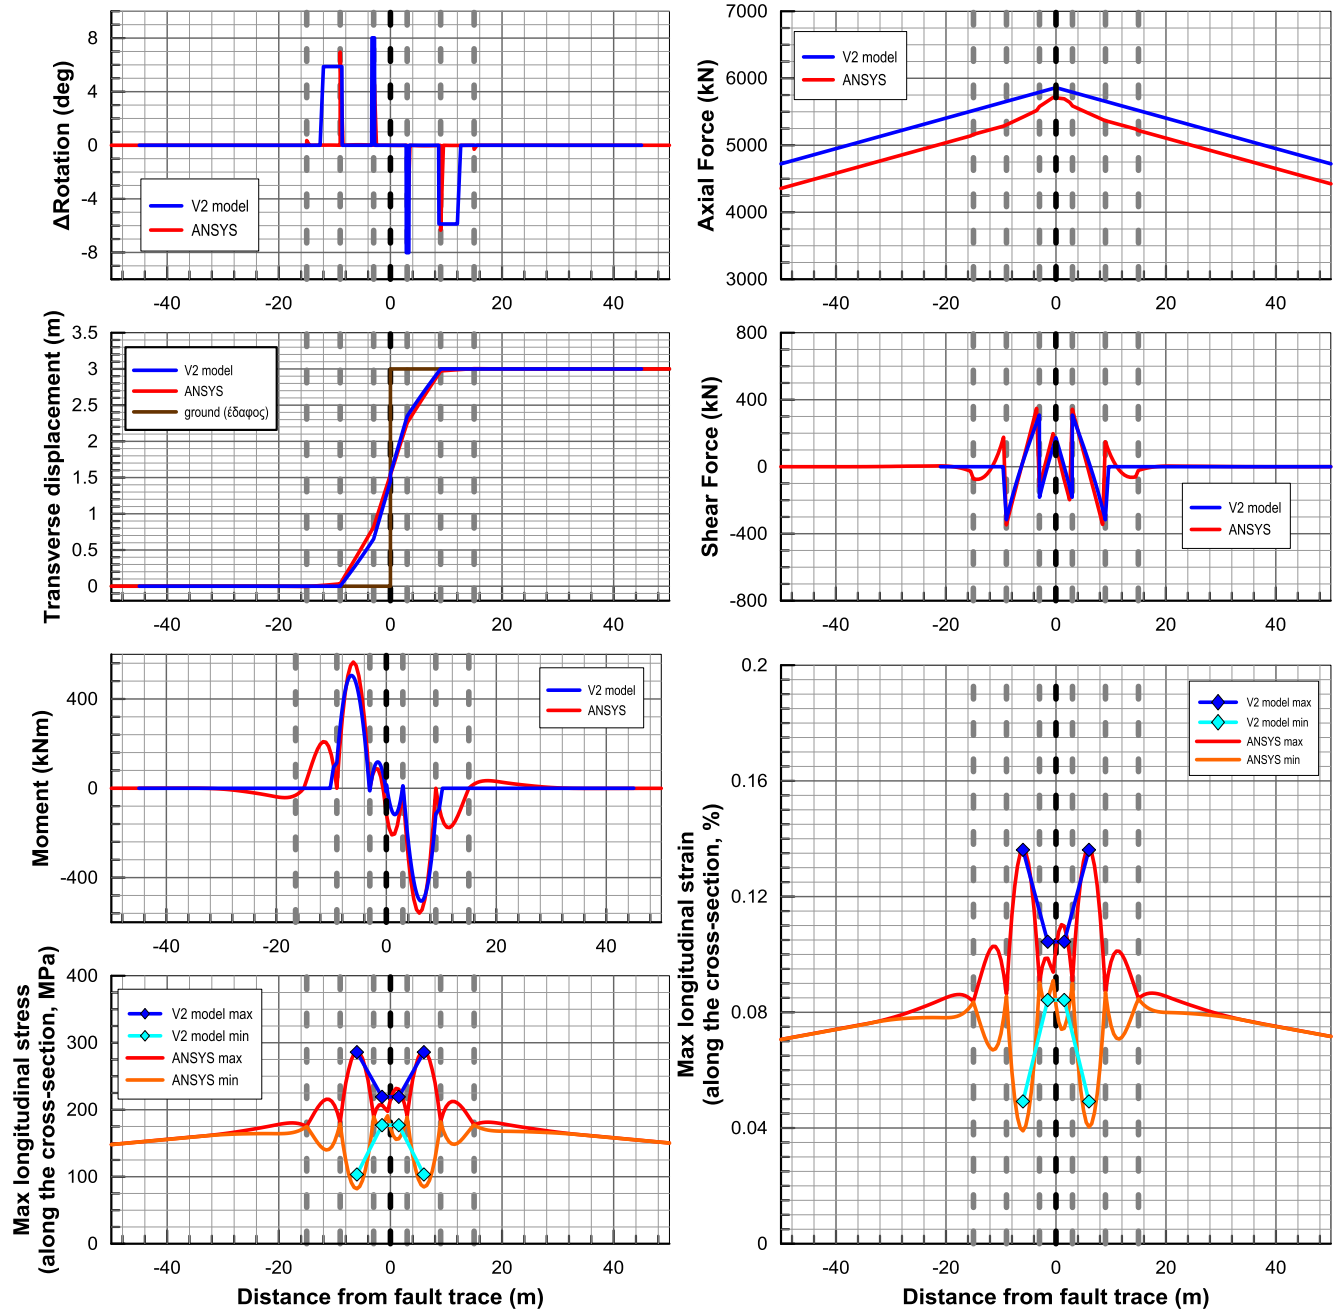 ΔRotation (deg)
8
4
0
-4
-8
V2 model
ANSYS
-40
-20
0
20
40
Axial Force (kN)
7000
6000
5000
4000
3000
V2 model
ANSYS
-40
-20
0
20
40
Transverse displacement (m)
3.5
3
2.5
2
1.5
1
0.5
0
V2 model
ANSYS
ground (έδαφος)
-40
-20
0
20
40
Shear Force (kN)
800
400
0
-400
-800
V2 model
ANSYS
-40
-20
0
20
40
Moment (kNm)
400
0
-400
V2 model
ANSYS
-40
-20
0
20
40
Max longitudinal stress
(along the cross-section, MPa)
400
300
200
100
0
V2 model max
V2 model min
ANSYS max
ANSYS min
-40
-20
0
20
40
Distance from fault trace (m)
Max longitudinal strain
(along the cross-section, %)
0.2
0.16
0.12
0.08
0.04
0
V2 model max
V2 model min
ANSYS max
ANSYS min
-40
-20
0
20
40
Distance from fault trace (m)